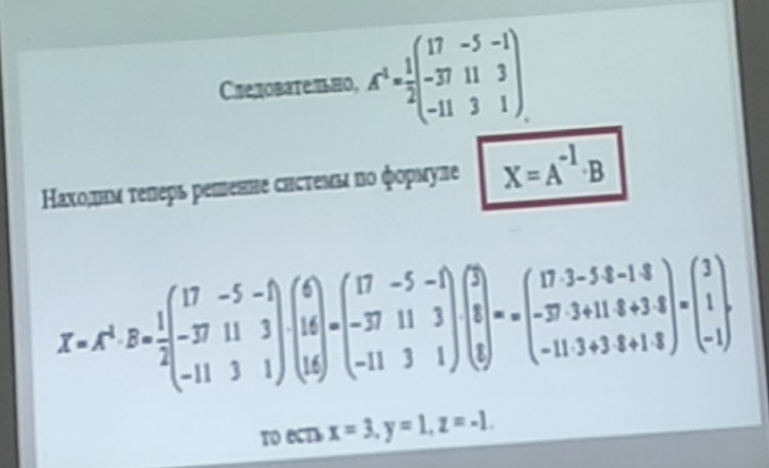 Следовательно, A⁻¹ = 1/2 (17 -5 -1; -37 11 3; -11 3 1).
Находим теперь решение системы по формуле X = A⁻¹·B
X = A⁻¹·B = 1/2 (17 -5 -1; -37 11 3; -11 3 1)·(6; 16; 16) = (17 -5 -1; -37 11 3; -11 3 1)·(3; 8; 8) = = (17·3-5·8-1·8; -37·3+11·8+3·8; -11·3+3·8+1·8) = (3; 1; -1),
то есть x = 3, y = 1, z = -1.